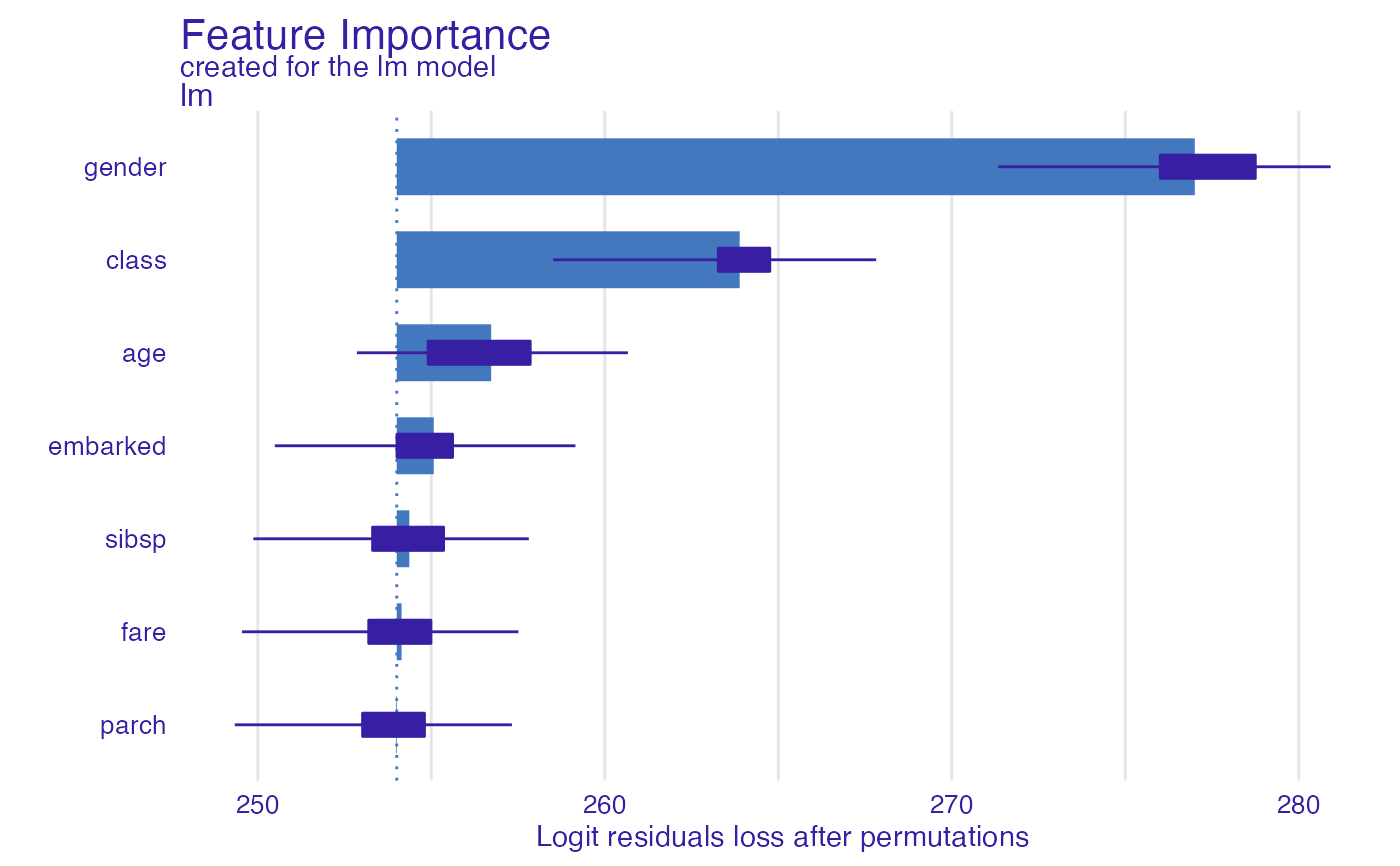 Feature Importance
created for the lm model
lm
gender
class
age
embarked
sibsp
fare
parch
250 260 270 280
Logit residuals loss after permutations